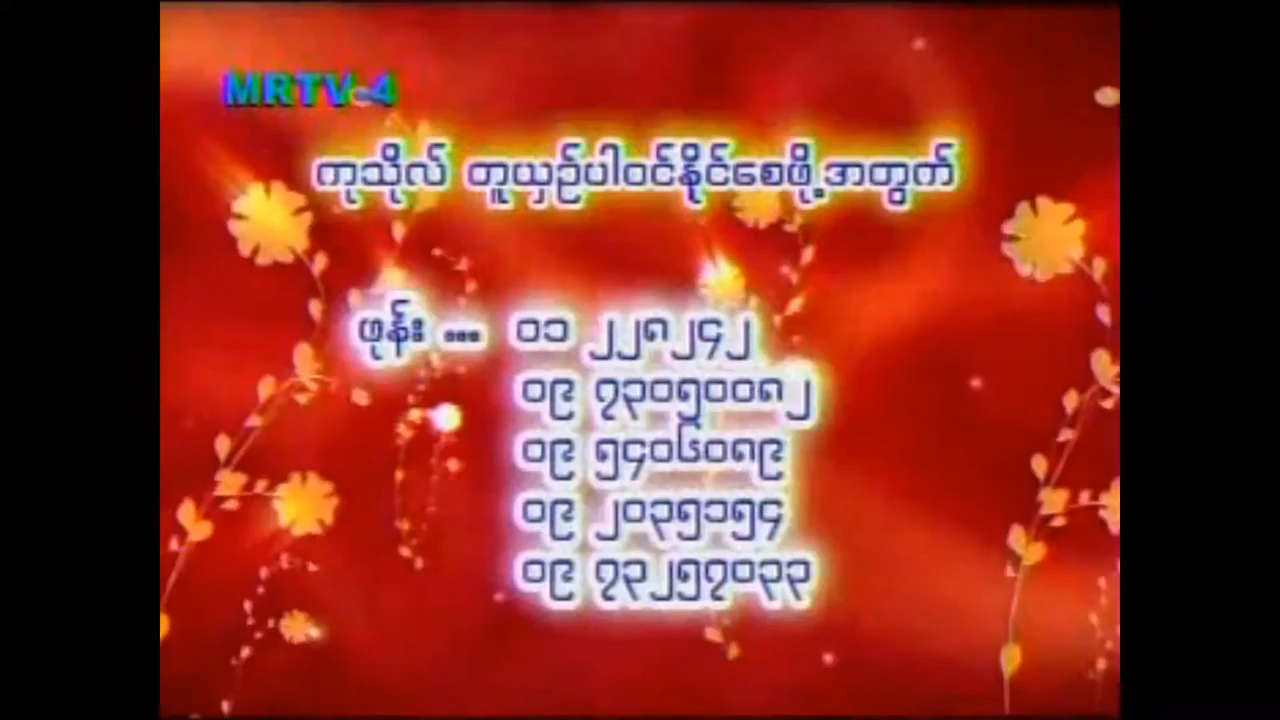 MRTV-4
ကုသိုလ် တူယှဉ်ပါဝင်နိုင်စေဖို့အတွက်
ဖုန်း ... ၀၁ ၂၂၈၂၄၂
၀၉ ၇၃၀၅၀၀၈၂
၀၉ ၅၄၀၆၀၈၉
၀၉ ၂၀၃၅၁၅၄
၀၉ ၇၃၂၅၇၀၃၃